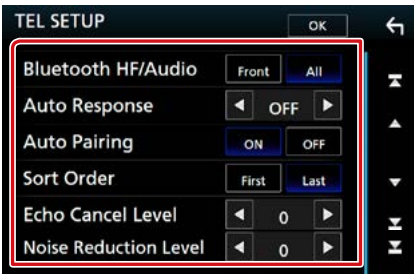 TEL SETUP OK
Bluetooth HF/Audio Front All
Auto Response OFF
Auto Pairing ON OFF
Sort Order First Last
Echo Cancel Level 0
Noise Reduction Level 0